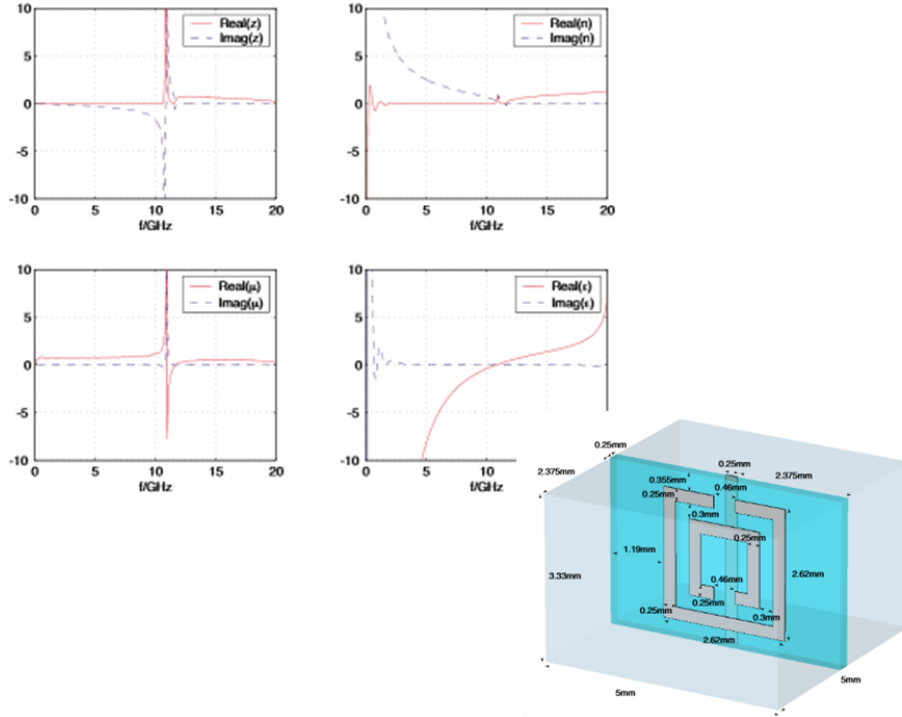 10
5
0
-5
-10
Real(z)
Imag(z)
0 5 10 15 20
f/GHz
10
5
0
-5
-10
Real(n)
Imag(n)
0 5 10 15 20
f/GHz
10
5
0
-5
-10
Real(μ)
Imag(μ)
0 5 10 15 20
f/GHz
10
5
0
-5
-10
Real(ε)
Imag(ε)
0 5 10
f/GHz
0.25mm
2.375mm
0.25mm
2.375mm
0.355mm
0.46mm
0.25mm
0.3mm
0.25mm
1.19mm
3.33mm
0.46mm
2.62mm
0.25mm
0.25mm
0.3mm
2.62mm
5mm
5mm